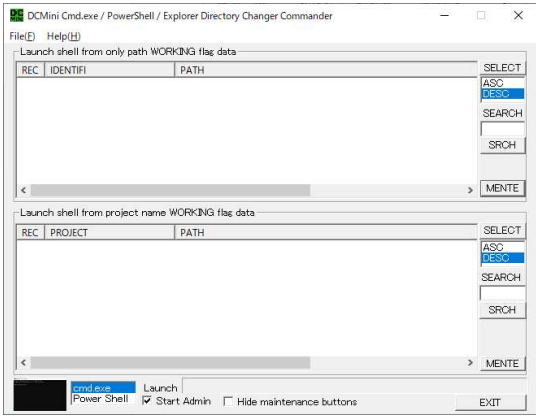 DC MINI DCMini Cmd.exe / PowerShell / Explorer Directory Changer Commander
File(F) Help(H)
Launch shell from only path WORKING flag data
REC IDENTIFI PATH
SELECT
ASC
DESC
SEARCH
SRCH
MENTE
Launch shell from project name WORKING flag data
REC PROJECT PATH
SELECT
ASC
DESC
SEARCH
SRCH
MENTE
cmd.exe
Power Shell
Launch
Start Admin
Hide maintenance buttons
EXIT